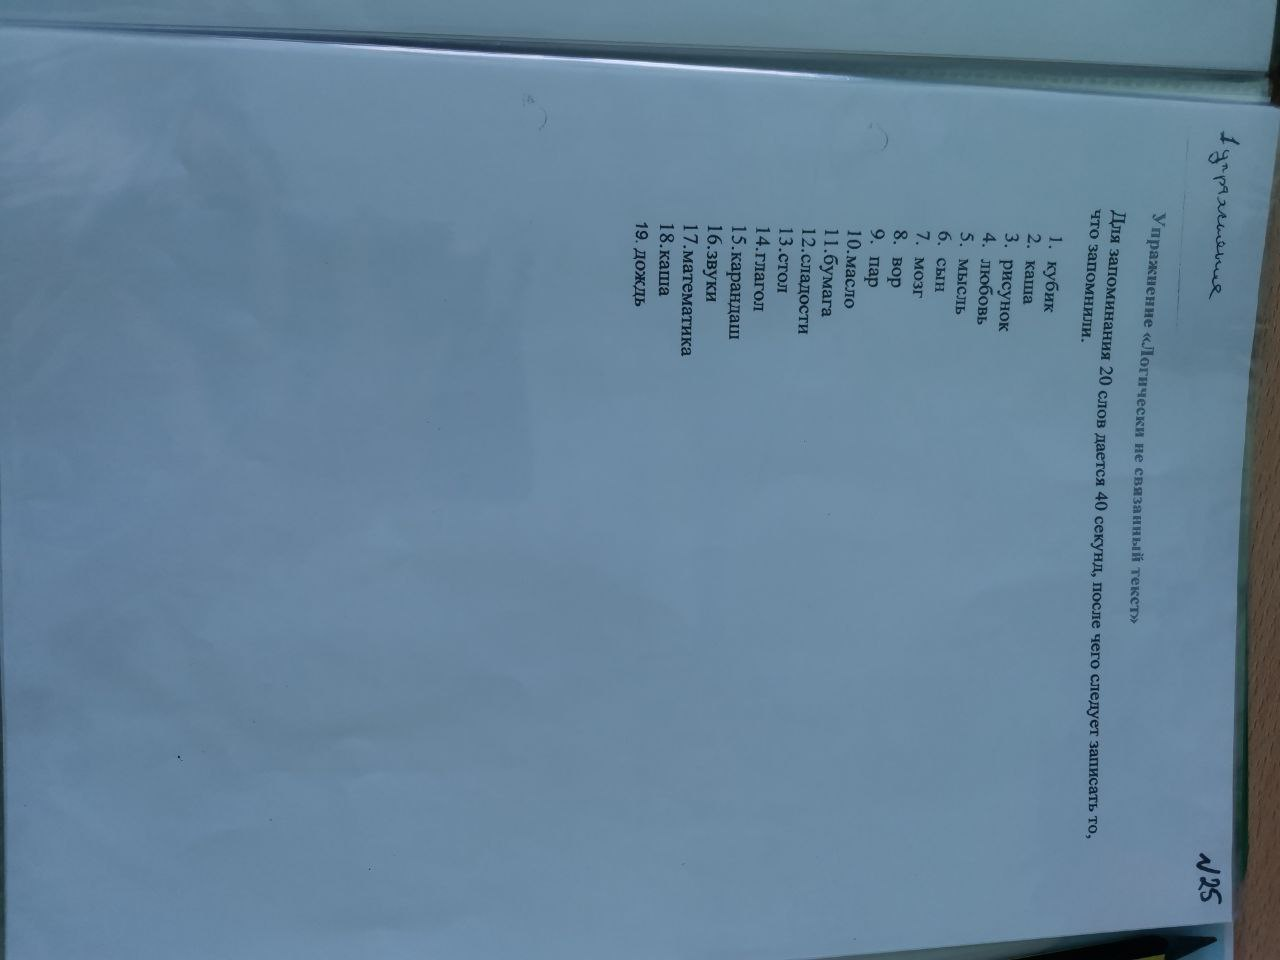 1 упражнения
N25
Упражнение «Логически не связанный текст»
Для запоминания 20 слов дается 40 секунд, после чего следует записать то,
что запомнили.
1. кубик
2. каша
3. рисунок
4. любовь
5. мысль
6. сын
7. мозг
8. вор
9. пар
10.масло
11.бумага
12.сладости
13.стол
14.глагол
15.карандаш
16.звуки
17.математика
18.каша
19. дождь